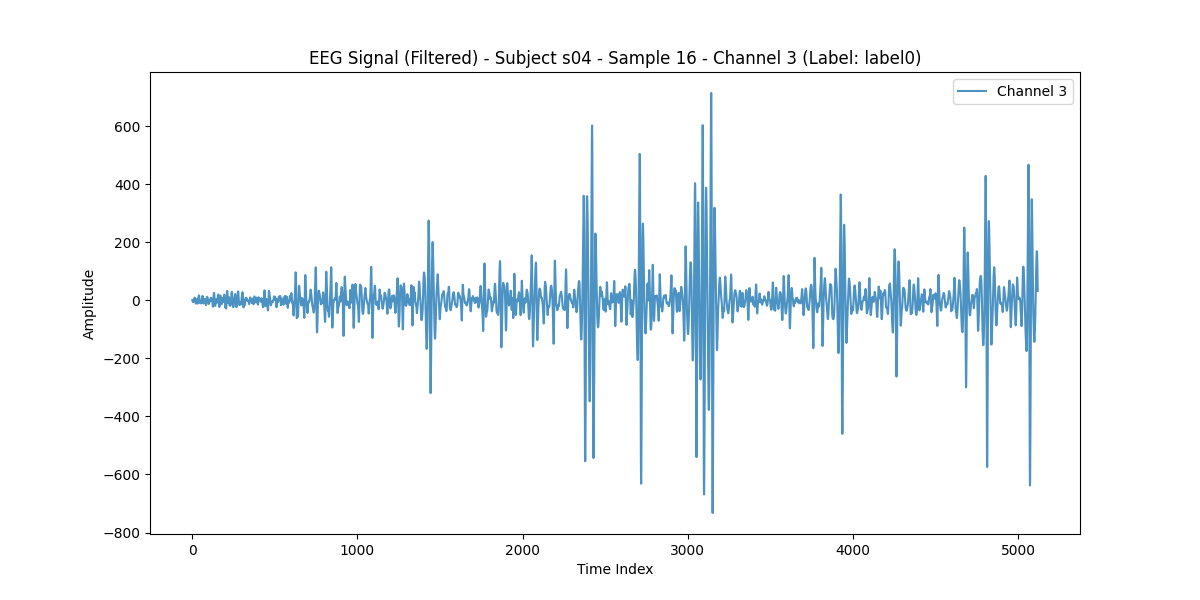 EEG Signal (Filtered) - Subject s04 - Sample 16 - Channel 3 (Label: label0)
Channel 3
600
400
200
0
−200
−400
−600
−800
Amplitude
0 1000 2000 3000 4000 5000
Time Index